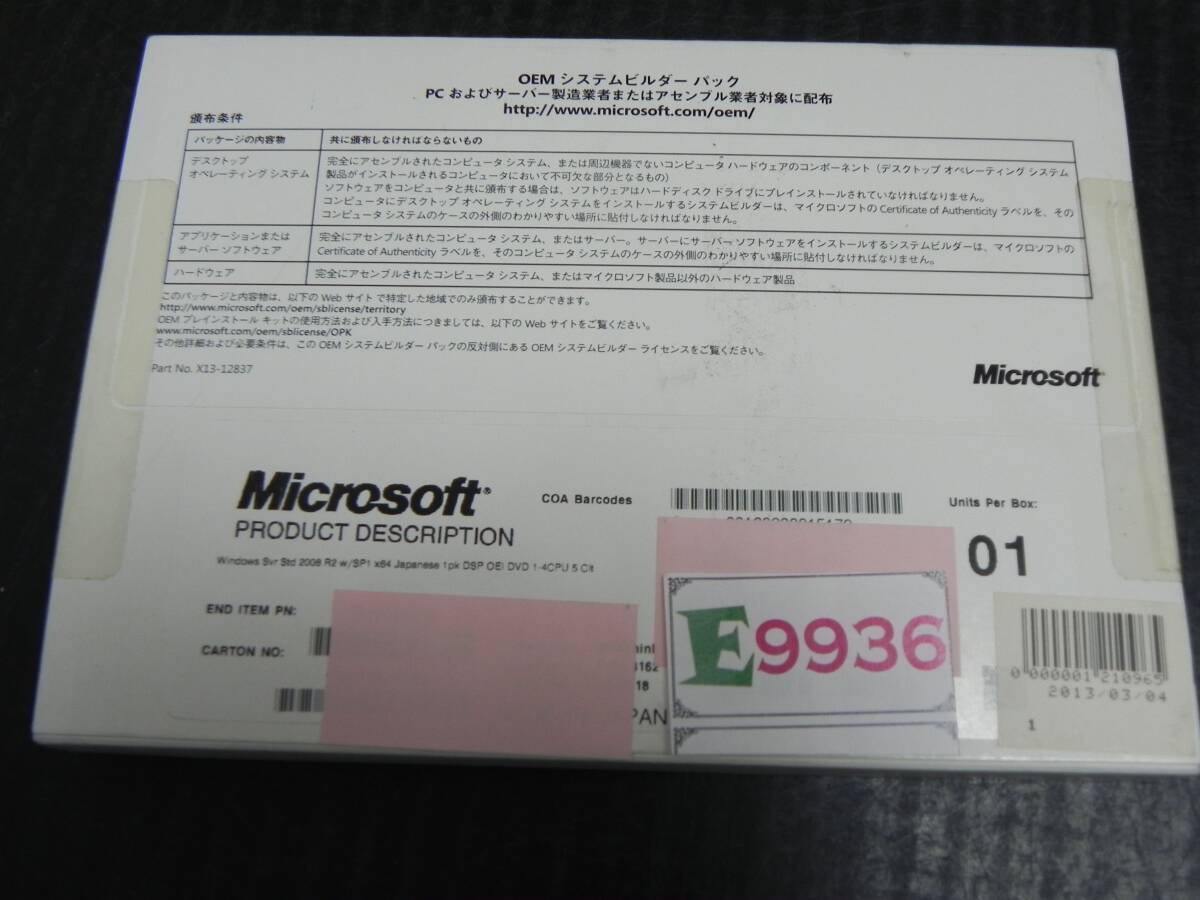 OEM システムビルダー パック
PC およびサーバー製造業者またはアセンブル業者対象に配布
http://www.microsoft.com/oem/
頒布条件
パッケージの内容物 共に頒布しなければならないもの
デスクトップ
オペレーティング システム
完全にアセンブルされたコンピュータ システム、または周辺機器でないコンピュータ ハードウェアのコンポーネント（デスクトップ オペレーティング システム
製品がインストールされるコンピュータにおいて不可欠な部分となるもの）
ソフトウェアをコンピュータと共に頒布する場合は、ソフトウェアはハードディスク ドライブにプレインストールされていなければなりません。
コンピュータにデスクトップ オペレーティング システムをインストールするシステムビルダーは、マイクロソフトの Certificate of Authenticity ラベルを、その
コンピュータ システムのケースの外側のわかりやすい場所に貼付しなければなりません。
アプリケーションまたは
サーバー ソフトウェア
完全にアセンブルされたコンピュータ システム、またはサーバー。サーバーにサーバー ソフトウェアをインストールするシステムビルダーは、マイクロソフトの
Certificate of Authenticity ラベルを、そのコンピュータ システムのケースの外側のわかりやすい場所に貼付しなければなりません。
ハードウェア 完全にアセンブルされたコンピュータ システム、またはマイクロソフト製品以外のハードウェア製品
このパッケージと内容物は、以下の Web サイト で特定した地域でのみ頒布することができます。
http://www.microsoft.com/oem/sblicense/territory
OEM プレインストール キットの使用方法および入手方法につきましては、以下の Web サイトをご覧ください。
www.microsoft.com/oem/sblicense/OPK
その他詳細および必要条件は、この OEM システムビルダー パックの反対側にある OEM システムビルダー ライセンスをご覧ください。
Part No. X13-12837
Microsoft
Microsoft®
PRODUCT DESCRIPTION
COA Barcodes
Units Per Box:
01
Windows Svr Std 2008 R2 w/SP1 x64 Japanese 1pk DSP OEI DVD 1-4CPU 5 Clt
END ITEM PN:
CARTON NO:
E9936
18
PAN
0 000001 210965
2013/03/04
1